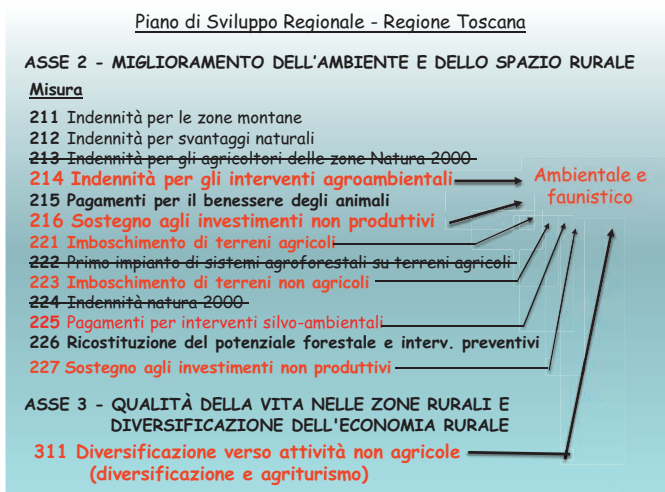 Piano di Sviluppo Regionale - Regione Toscana
ASSE 2 - MIGLIORAMENTO DELL'AMBIENTE E DELLO SPAZIO RURALE
Misura
211 Indennità per le zone montane
212 Indennità per svantaggi naturali
213 Indennità per gli agricoltori delle zone Natura 2000
214 Indennità per gli interventi agroambientali
215 Pagamenti per il benessere degli animali
216 Sostegno agli investimenti non produttivi
221 Imboschimento di terreni agricoli
222 Primo impianto di sistemi agroforestali su terreni agricoli
223 Imboschimento di terreni non agricoli
224 Indennità natura 2000
225 Pagamenti per interventi silvo-ambientali
226 Ricostituzione del potenziale forestale e interv. preventivi
227 Sostegno agli investimenti non produttivi
Ambientale e
faunistico
ASSE 3 - QUALITÀ DELLA VITA NELLE ZONE RURALI E
DIVERSIFICAZIONE DELL'ECONOMIA RURALE
311 Diversificazione verso attività non agricole
(diversificazione e agriturismo)